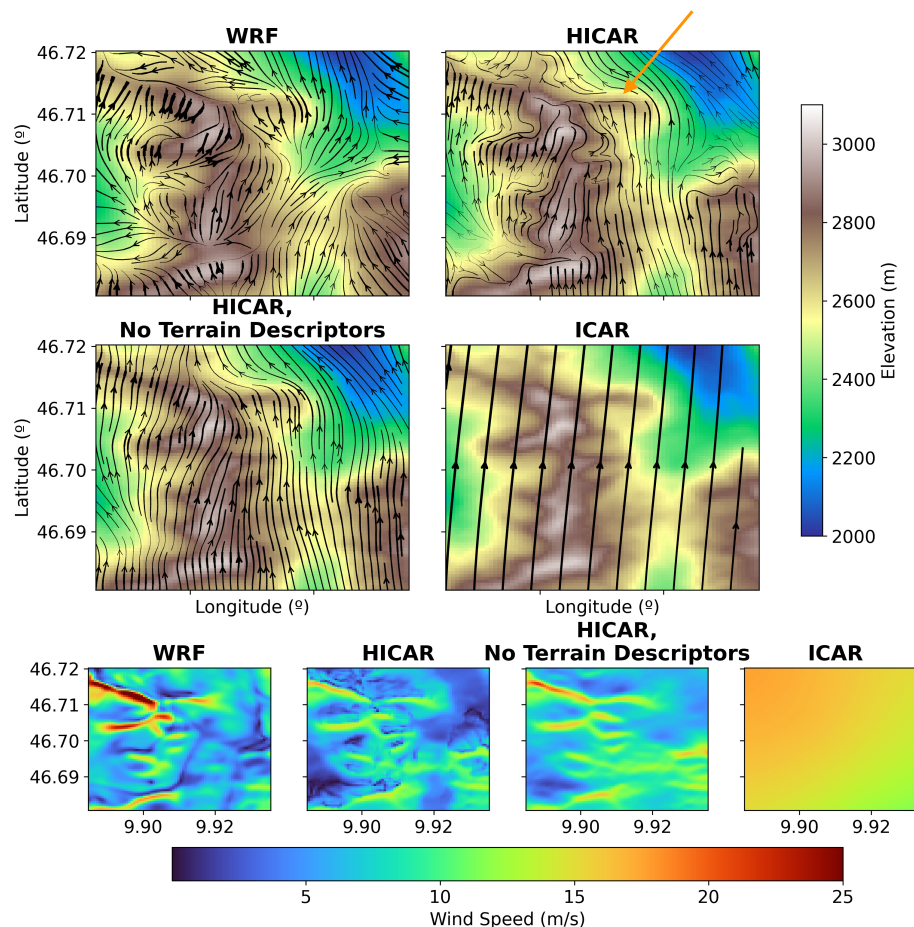 WRF
HICAR
46.72
46.71
46.70
46.69
Latitude (º)
3000
2800
2600
2400
2200
2000
Elevation (m)
HICAR,
No Terrain Descriptors
ICAR
46.72
46.71
46.70
46.69
Latitude (º)
Longitude (º)
Longitude (º)
WRF
HICAR
HICAR,
No Terrain Descriptors
ICAR
46.72
46.71
46.70
46.69
9.90 9.92
9.90 9.92
9.90 9.92
9.90 9.92
5 10 15 20 25
Wind Speed (m/s)